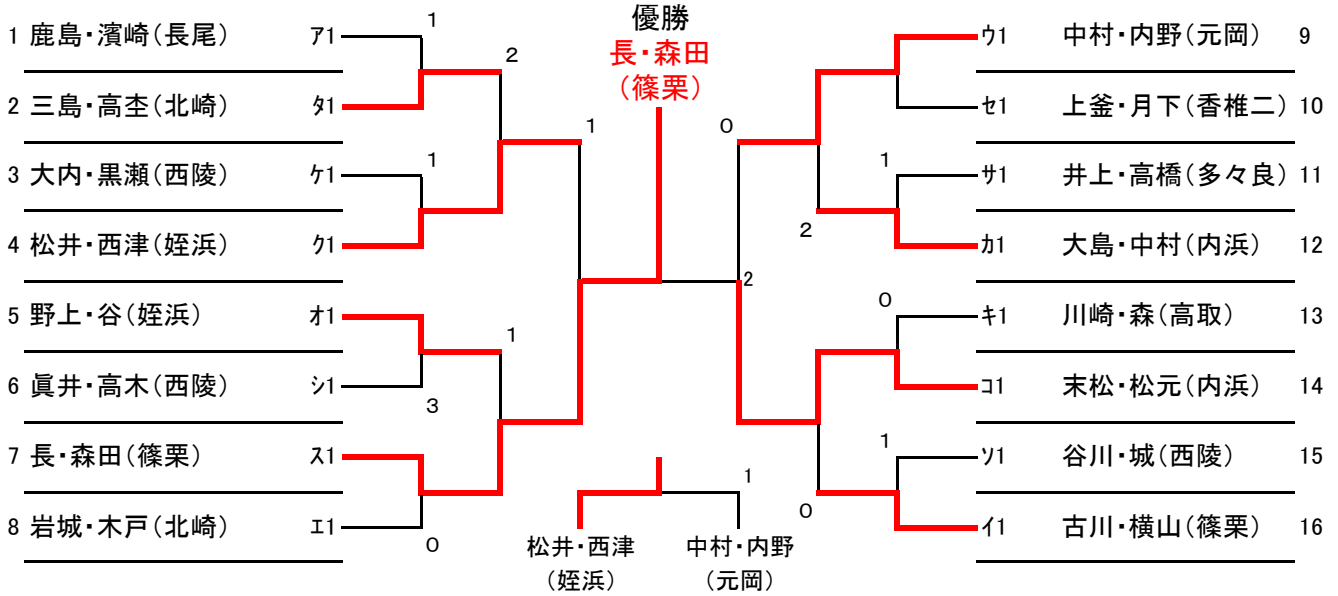 優勝
長・森田
(篠栗)
1 鹿島・濱崎(長尾) ｱ1
2 三島・高杢(北崎) ﾀ1
3 大内・黒瀬(西陵) ｹ1
4 松井・西津(姪浜) ｸ1
5 野上・谷(姪浜) ｵ1
6 眞井・高木(西陵) ｼ1
7 長・森田(篠栗) ｽ1
8 岩城・木戸(北崎) ｴ1
1
2
1
1
1
3
0
ｳ1 中村・内野(元岡) 9
ｾ1 上釜・月下(香椎二) 10
ｻ1 井上・高橋(多々良) 11
ｶ1 大島・中村(内浜) 12
ｷ1 川崎・森(高取) 13
ｺ1 末松・松元(内浜) 14
ｿ1 谷川・城(西陵) 15
ｲ1 古川・横山(篠栗) 16
0
1
2
2
0
1
0
1
松井・西津
(姪浜)
中村・内野
(元岡)